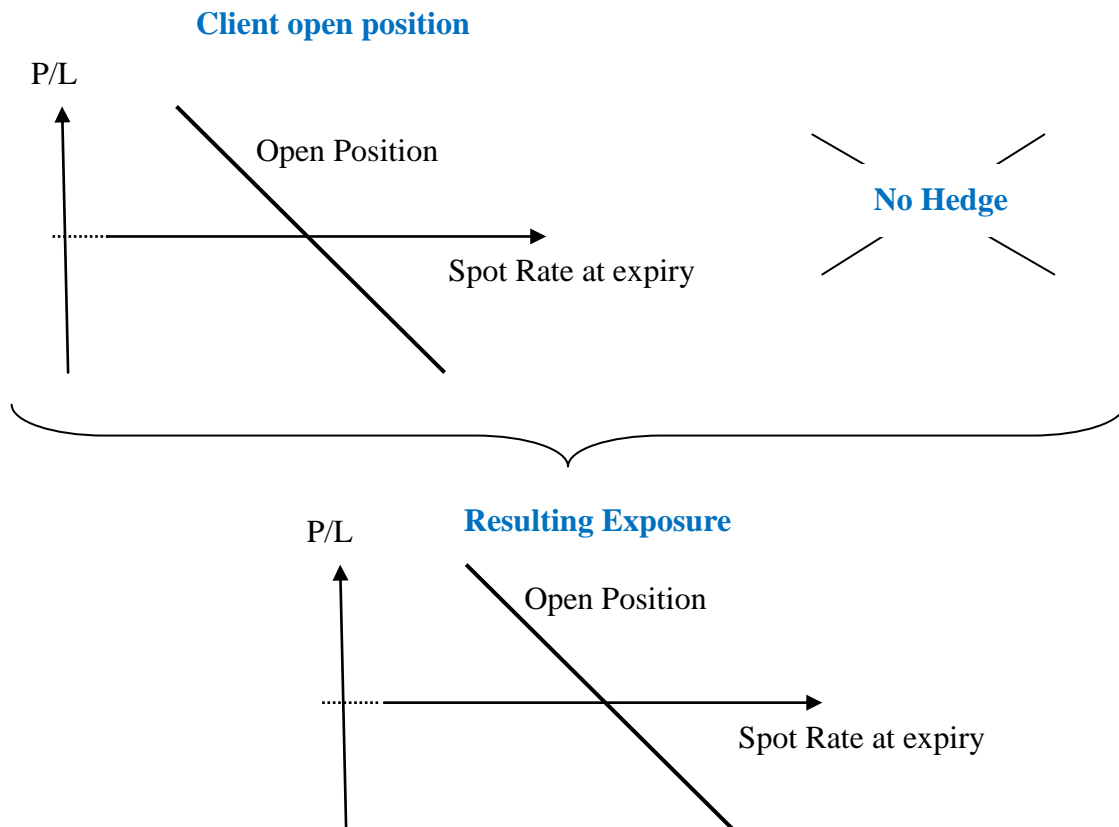 Client open position
P/L
Open Position
No Hedge
Spot Rate at expiry
Resulting Exposure
P/L
Open Position
Spot Rate at expiry